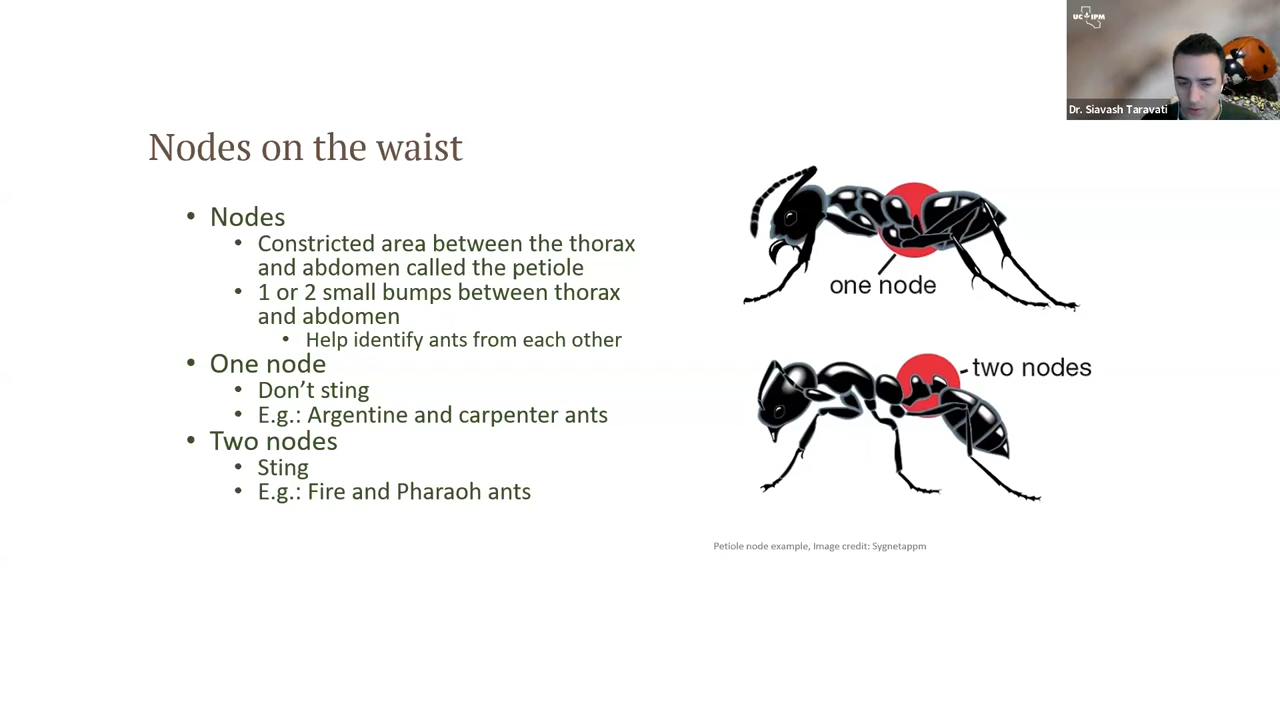 UC IPM
Dr. Siavash Taravati
Nodes on the waist
• Nodes
• Constricted area between the thorax
and abdomen called the petiole
• 1 or 2 small bumps between thorax
and abdomen
• Help identify ants from each other
• One node
• Don’t sting
• E.g.: Argentine and carpenter ants
• Two nodes
• Sting
• E.g.: Fire and Pharaoh ants
one node
two nodes
Petiole node example, Image credit: Sygnetappm